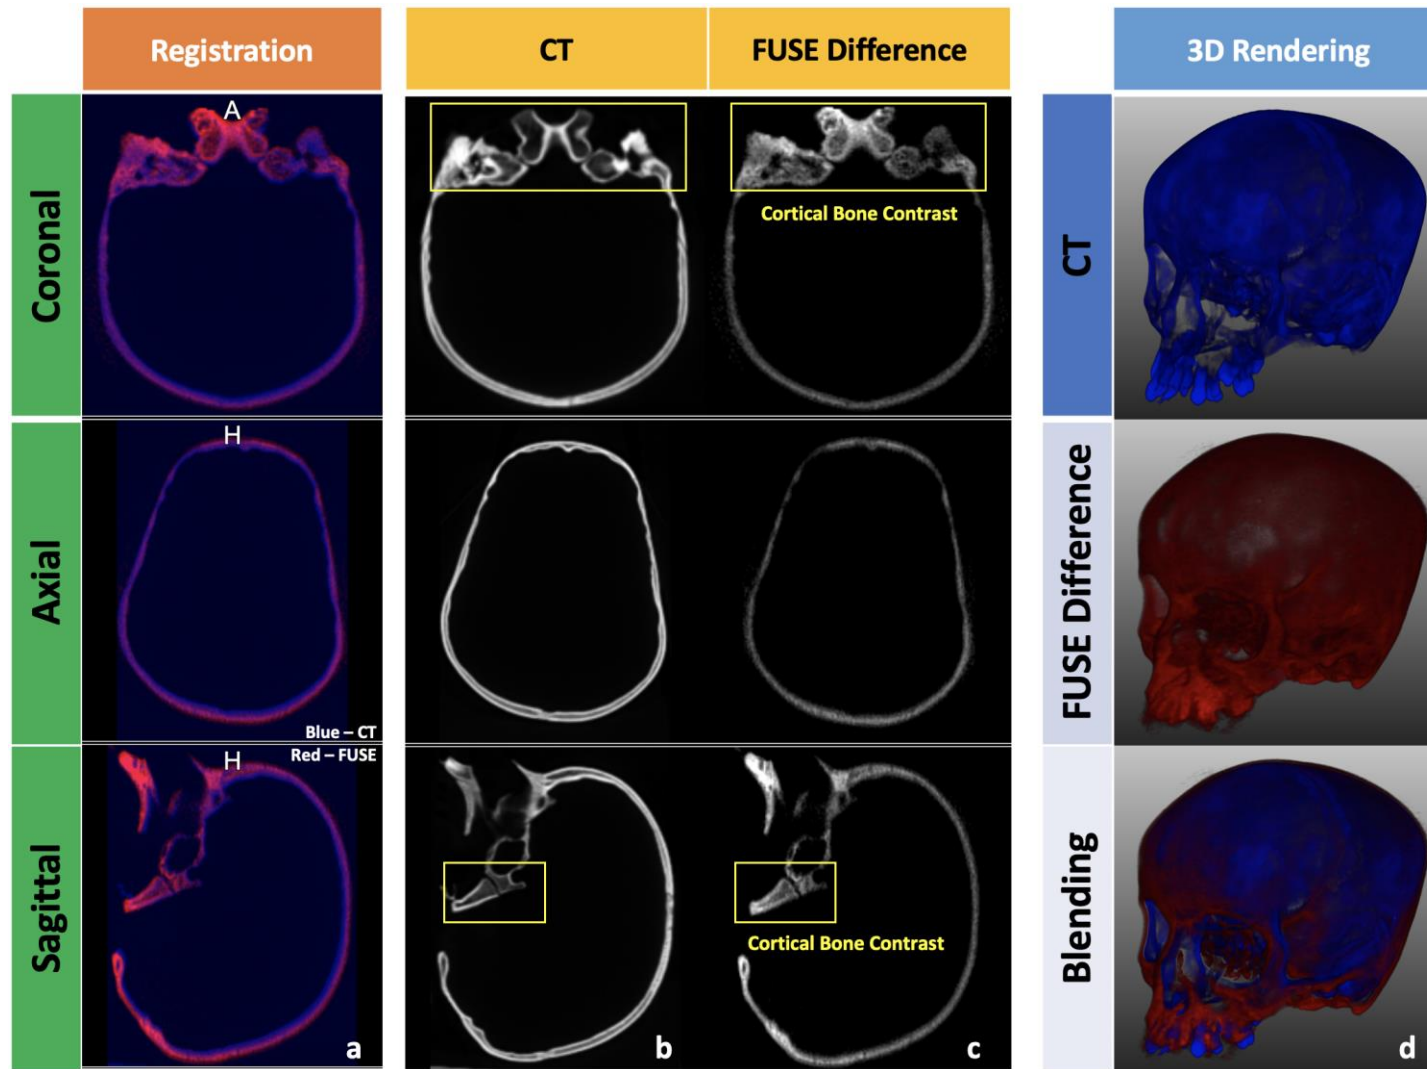 Registration
CT
FUSE Difference
3D Rendering
Coronal
A
Cortical Bone Contrast
CT
Axial
H
Blue – CT
FUSE Difference
Sagittal
Red – FUSE
H
Cortical Bone Contrast
Blending
a
b
c
d